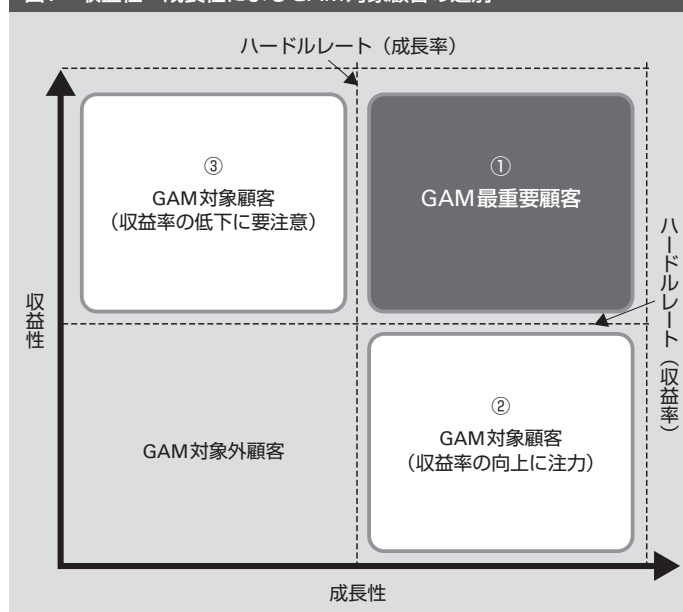 ハードルレート（成長率）
③
GAM対象顧客
（収益率の低下に要注意）
①
GAM最重要顧客
ハードルレート（収益率）
収益性
GAM対象外顧客
②
GAM対象顧客
（収益率の向上に注力）
成長性